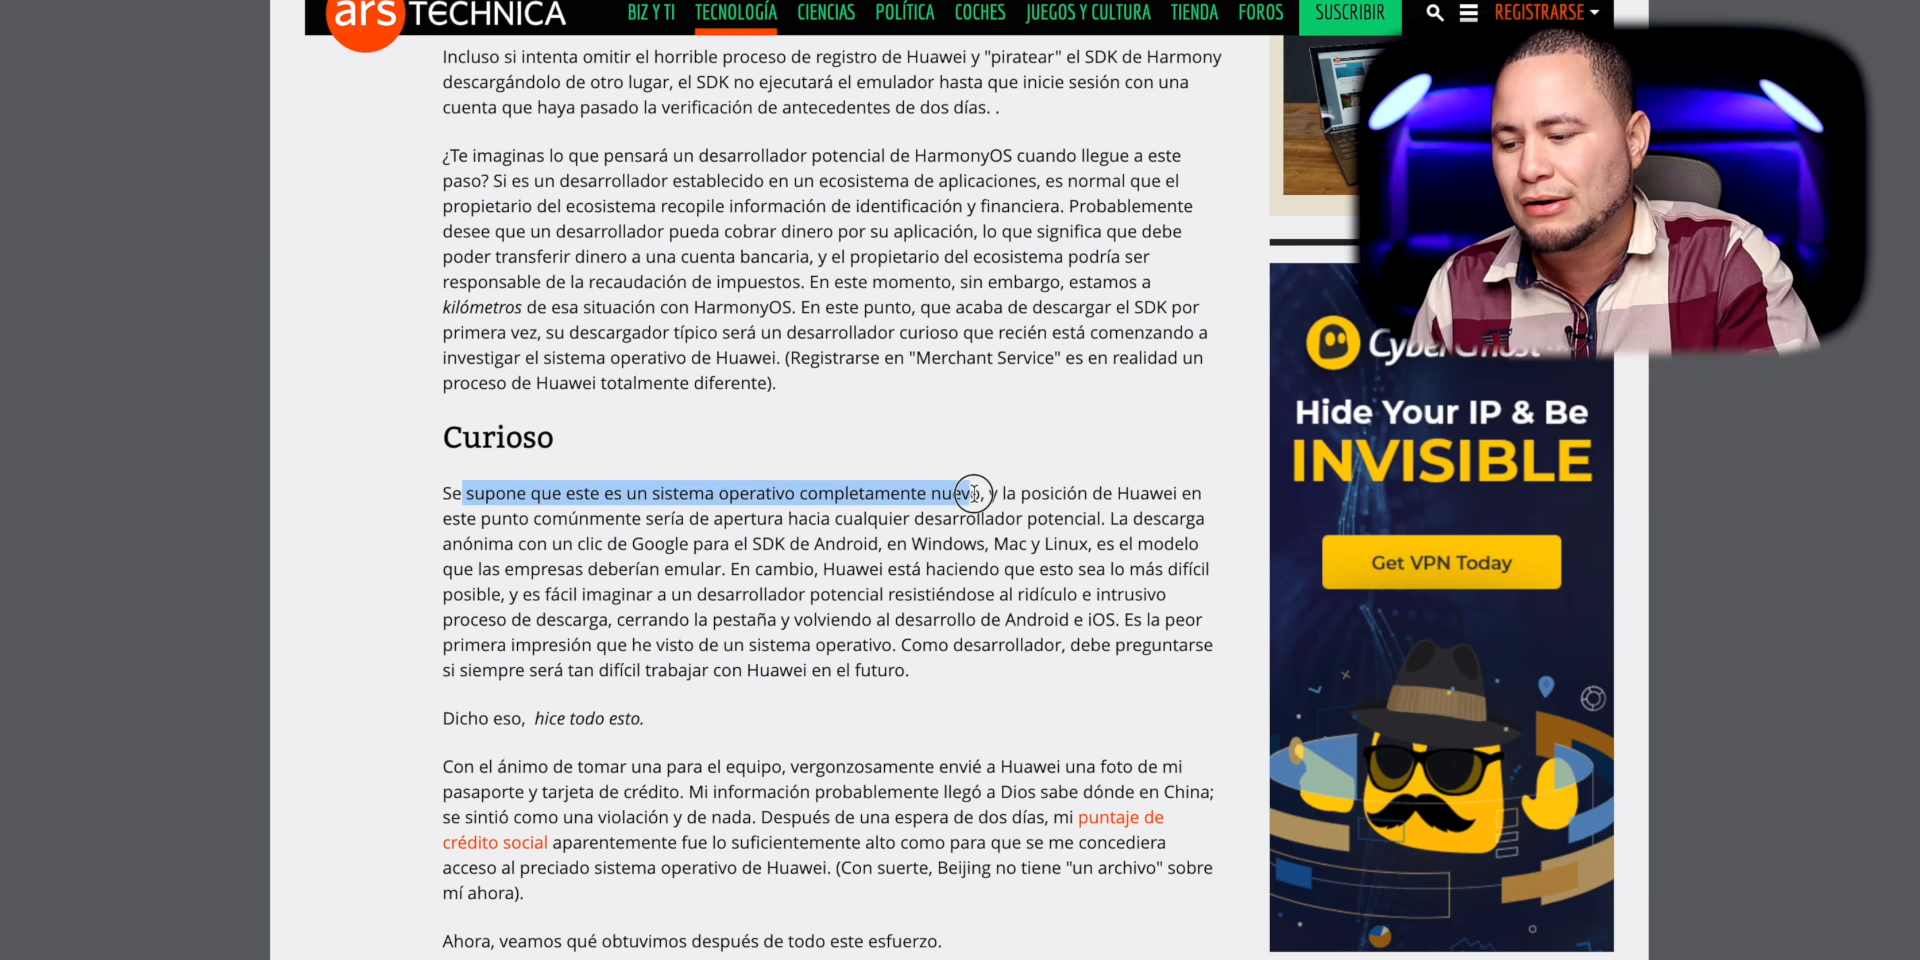 ars TECHNICA
BIZ Y TI TECNOLOGÍA CIENCIAS POLÍTICA COCHES JUEGOS Y CULTURA TIENDA FOROS SUSCRIBIR REGISTRARSE
Incluso si intenta omitir el horrible proceso de registro de Huawei y "piratear" el SDK de Harmony
descargándolo de otro lugar, el SDK no ejecutará el emulador hasta que inicie sesión con una
cuenta que haya pasado la verificación de antecedentes de dos días. .
¿Te imaginas lo que pensará un desarrollador potencial de HarmonyOS cuando llegue a este
paso? Si es un desarrollador establecido en un ecosistema de aplicaciones, es normal que el
propietario del ecosistema recopile información de identificación y financiera. Probablemente
desee que un desarrollador pueda cobrar dinero por su aplicación, lo que significa que debe
poder transferir dinero a una cuenta bancaria, y el propietario del ecosistema podría ser
responsable de la recaudación de impuestos. En este momento, sin embargo, estamos a
kilómetros de esa situación con HarmonyOS. En este punto, que acaba de descargar el SDK por
primera vez, su descargador típico será un desarrollador curioso que recién está comenzando a
investigar el sistema operativo de Huawei. (Registrarse en "Merchant Service" es en realidad un
proceso de Huawei totalmente diferente).
Curioso
Se supone que este es un sistema operativo completamente nuevo, y la posición de Huawei en
este punto comúnmente sería de apertura hacia cualquier desarrollador potencial. La descarga
anónima con un clic de Google para el SDK de Android, en Windows, Mac y Linux, es el modelo
que las empresas deberían emular. En cambio, Huawei está haciendo que esto sea lo más difícil
posible, y es fácil imaginar a un desarrollador potencial resistiéndose al ridículo e intrusivo
proceso de descarga, cerrando la pestaña y volviendo al desarrollo de Android e iOS. Es la peor
primera impresión que he visto de un sistema operativo. Como desarrollador, debe preguntarse
si siempre será tan difícil trabajar con Huawei en el futuro.
Dicho eso, hice todo esto.
Con el ánimo de tomar una para el equipo, vergonzosamente envié a Huawei una foto de mi
pasaporte y tarjeta de crédito. Mi información probablemente llegó a Dios sabe dónde en China;
se sintió como una violación y de nada. Después de una espera de dos días, mi puntaje de
crédito social aparentemente fue lo suficientemente alto como para que se me concediera
acceso al preciado sistema operativo de Huawei. (Con suerte, Beijing no tiene "un archivo" sobre
mí ahora).
Ahora, veamos qué obtuvimos después de todo este esfuerzo.
CyberGhost
Hide Your IP & Be
INVISIBLE
Get VPN Today